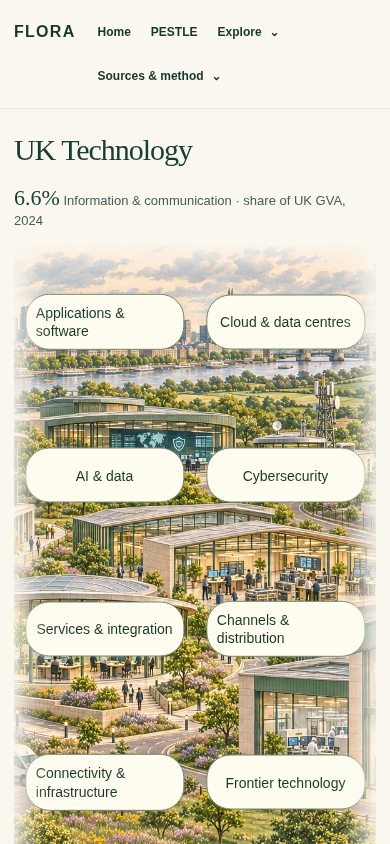 FLORA Home PESTLE Explore
Sources & method
UK Technology
6.6% Information & communication · share of UK GVA,
2024
Applications &
software
Cloud & data centres
AI & data
Cybersecurity
Services & integration
Channels &
distribution
Connectivity &
infrastructure
Frontier technology